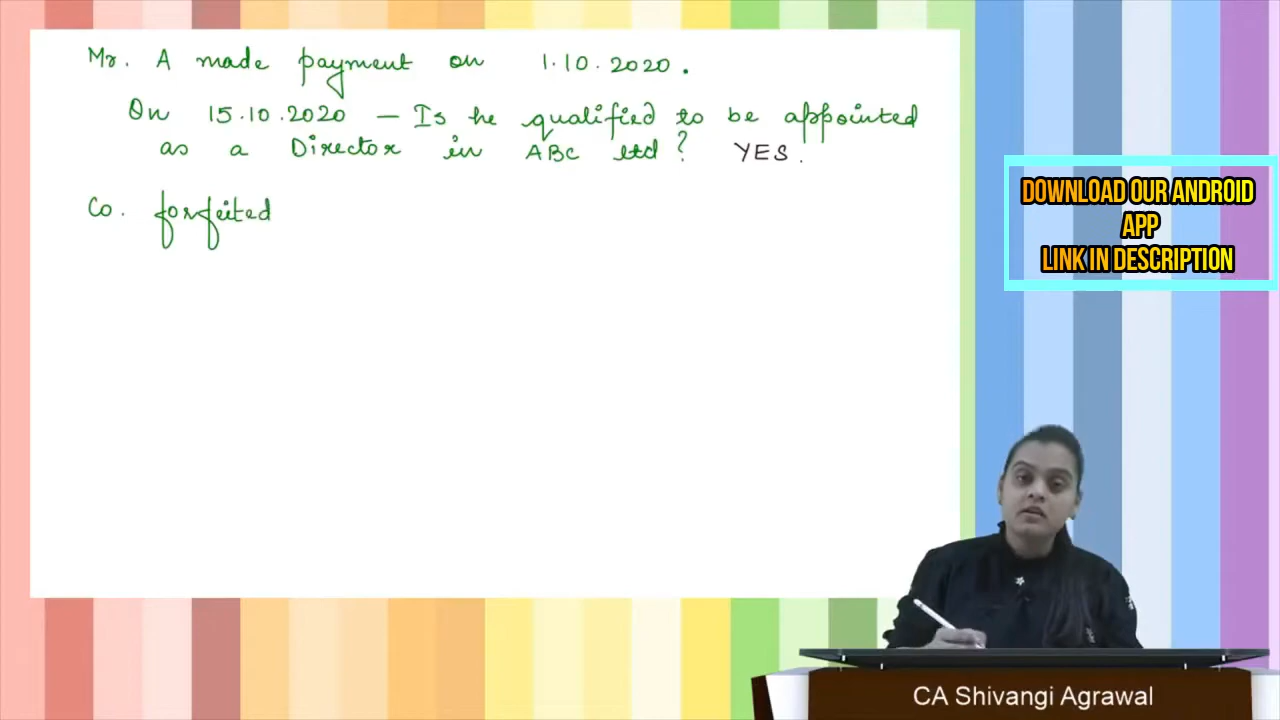 Mr. A made payment on 1.10.2020.
On 15.10.2020 — Is he qualified to be appointed
as a Director in ABC Ltd? YES.
Co. forfeited
DOWNLOAD OUR ANDROID
APP
LINK IN DESCRIPTION
CA Shivangi Agrawal